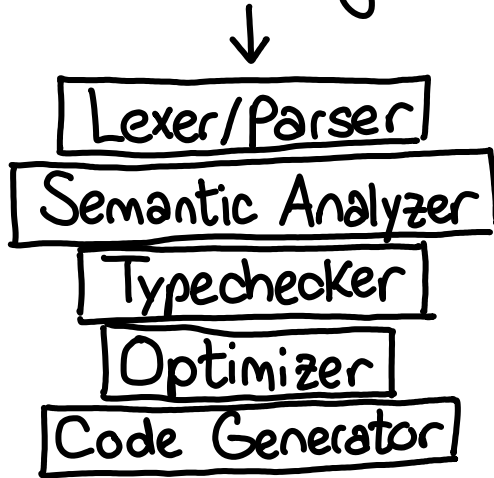 Lexer/Parser
Semantic Analyzer
Typechecker
Optimizer
Code Generator